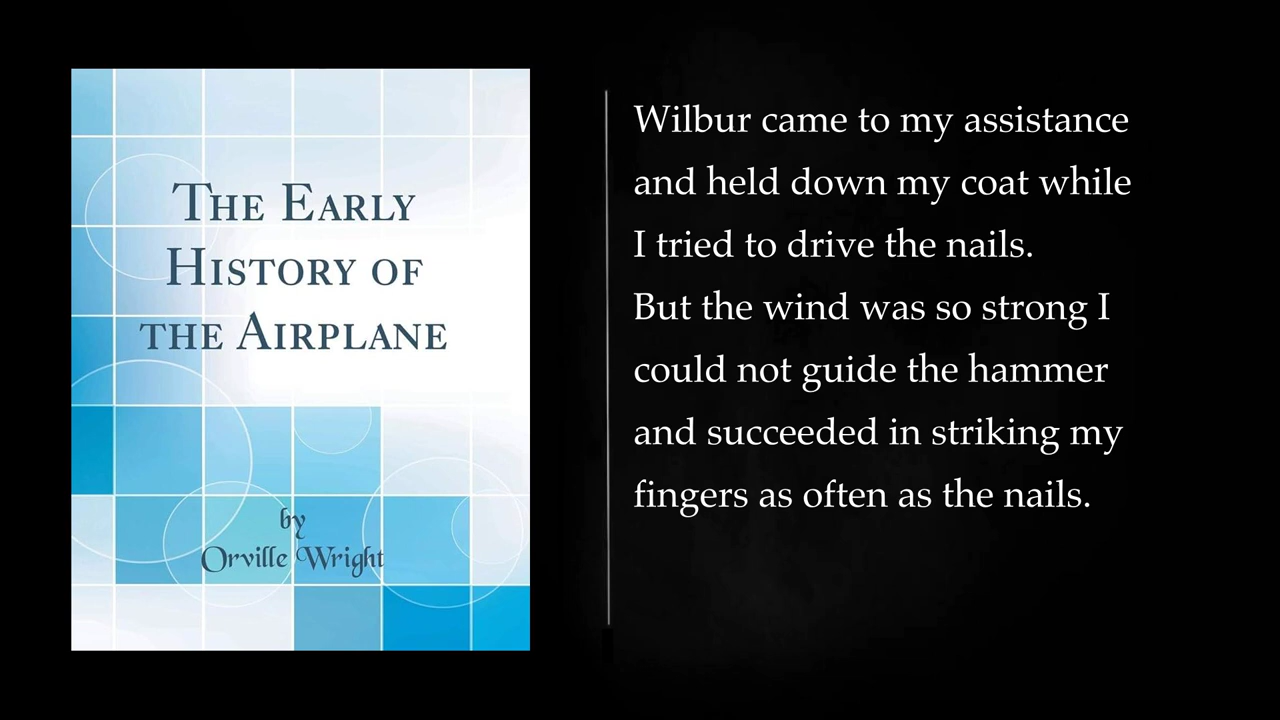 The Early
History of
the Airplane
by
Orville Wright
Wilbur came to my assistance
and held down my coat while
I tried to drive the nails.
But the wind was so strong I
could not guide the hammer
and succeeded in striking my
fingers as often as the nails.